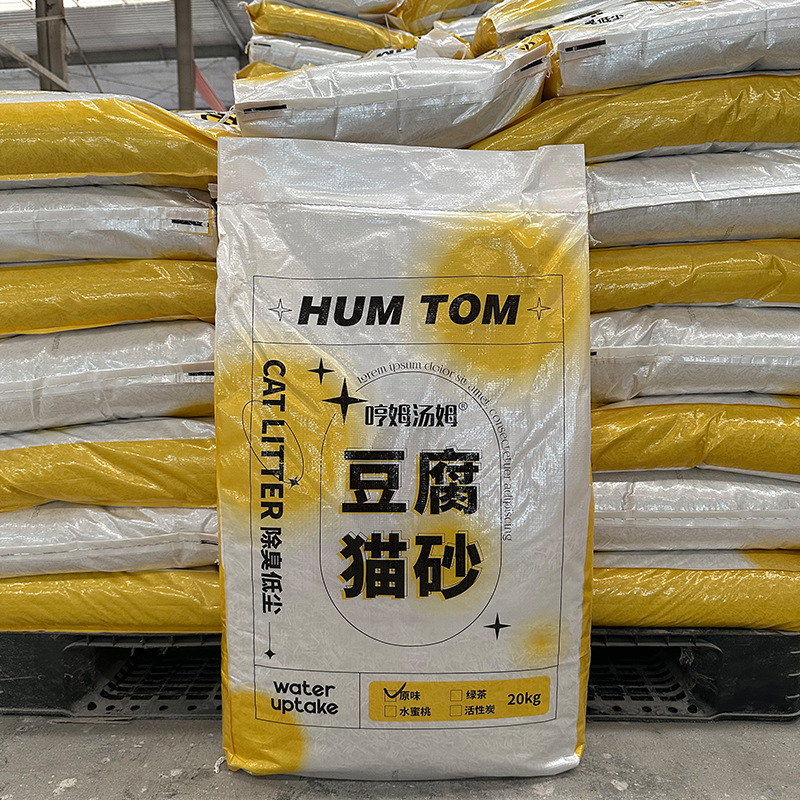 HUM TOM
lorem ipsum dolor sit amet, consectetuer adipiscing
哼姆汤姆®
豆腐
猫砂
CAT LITTER 除臭低尘
water
uptake
原味 绿茶
水蜜桃 活性炭
20kg